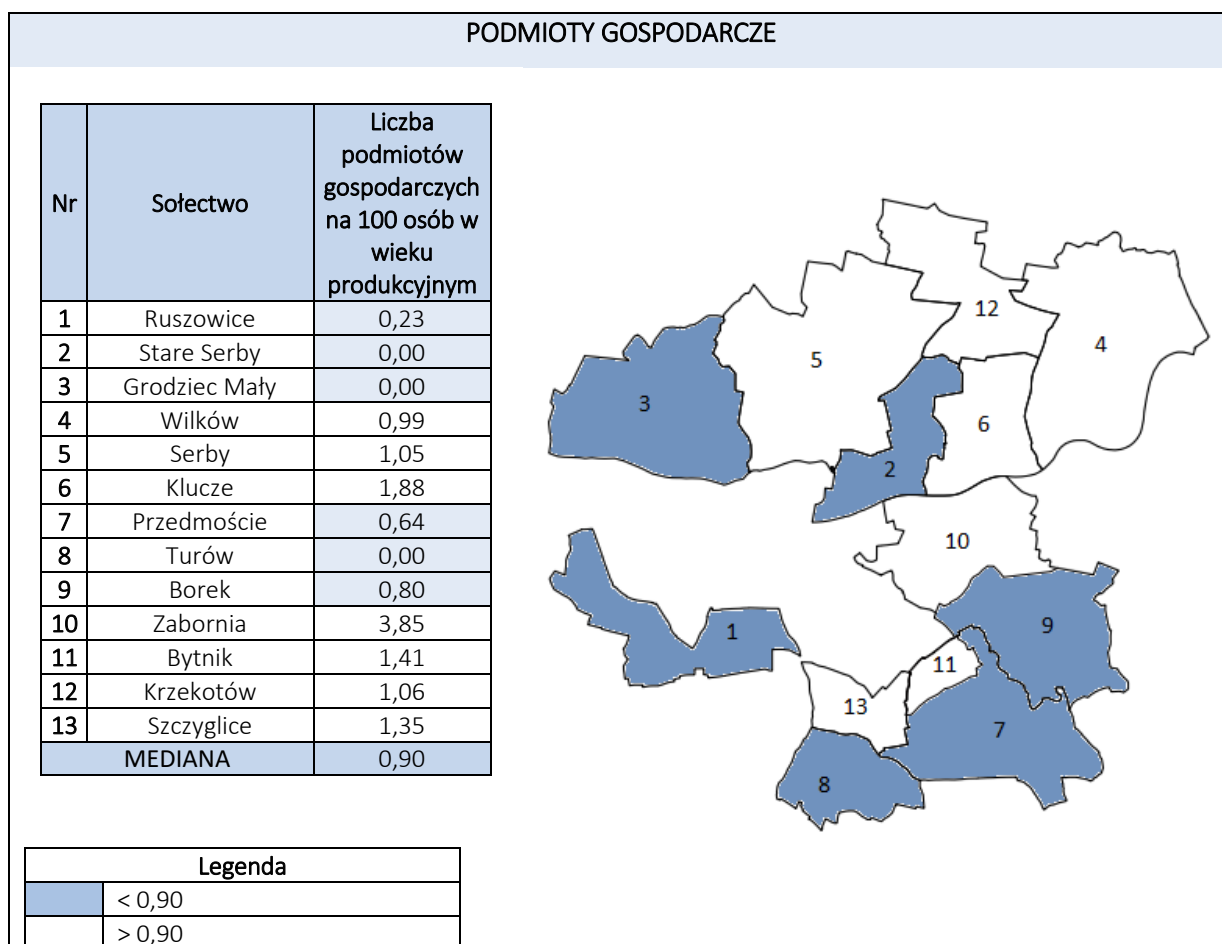 PODMIOTY GOSPODARCZE
Nr Sołectwo Liczba
podmiotów
gospodarczych
na 100 osób w
wieku
produkcyjnym
1 Ruszowice 0,23
2 Stare Serby 0,00
3 Grodziec Mały 0,00
4 Wilków 0,99
5 Serby 1,05
6 Klucze 1,88
7 Przedmoście 0,64
8 Turów 0,00
9 Borek 0,80
10 Zabornia 3,85
11 Bytnik 1,41
12 Krzekotów 1,06
13 Szczyglice 1,35
MEDIANA 0,90
12
4
5
3
6
2
10
9
1
11
13
7
8
Legenda
< 0,90
> 0,90